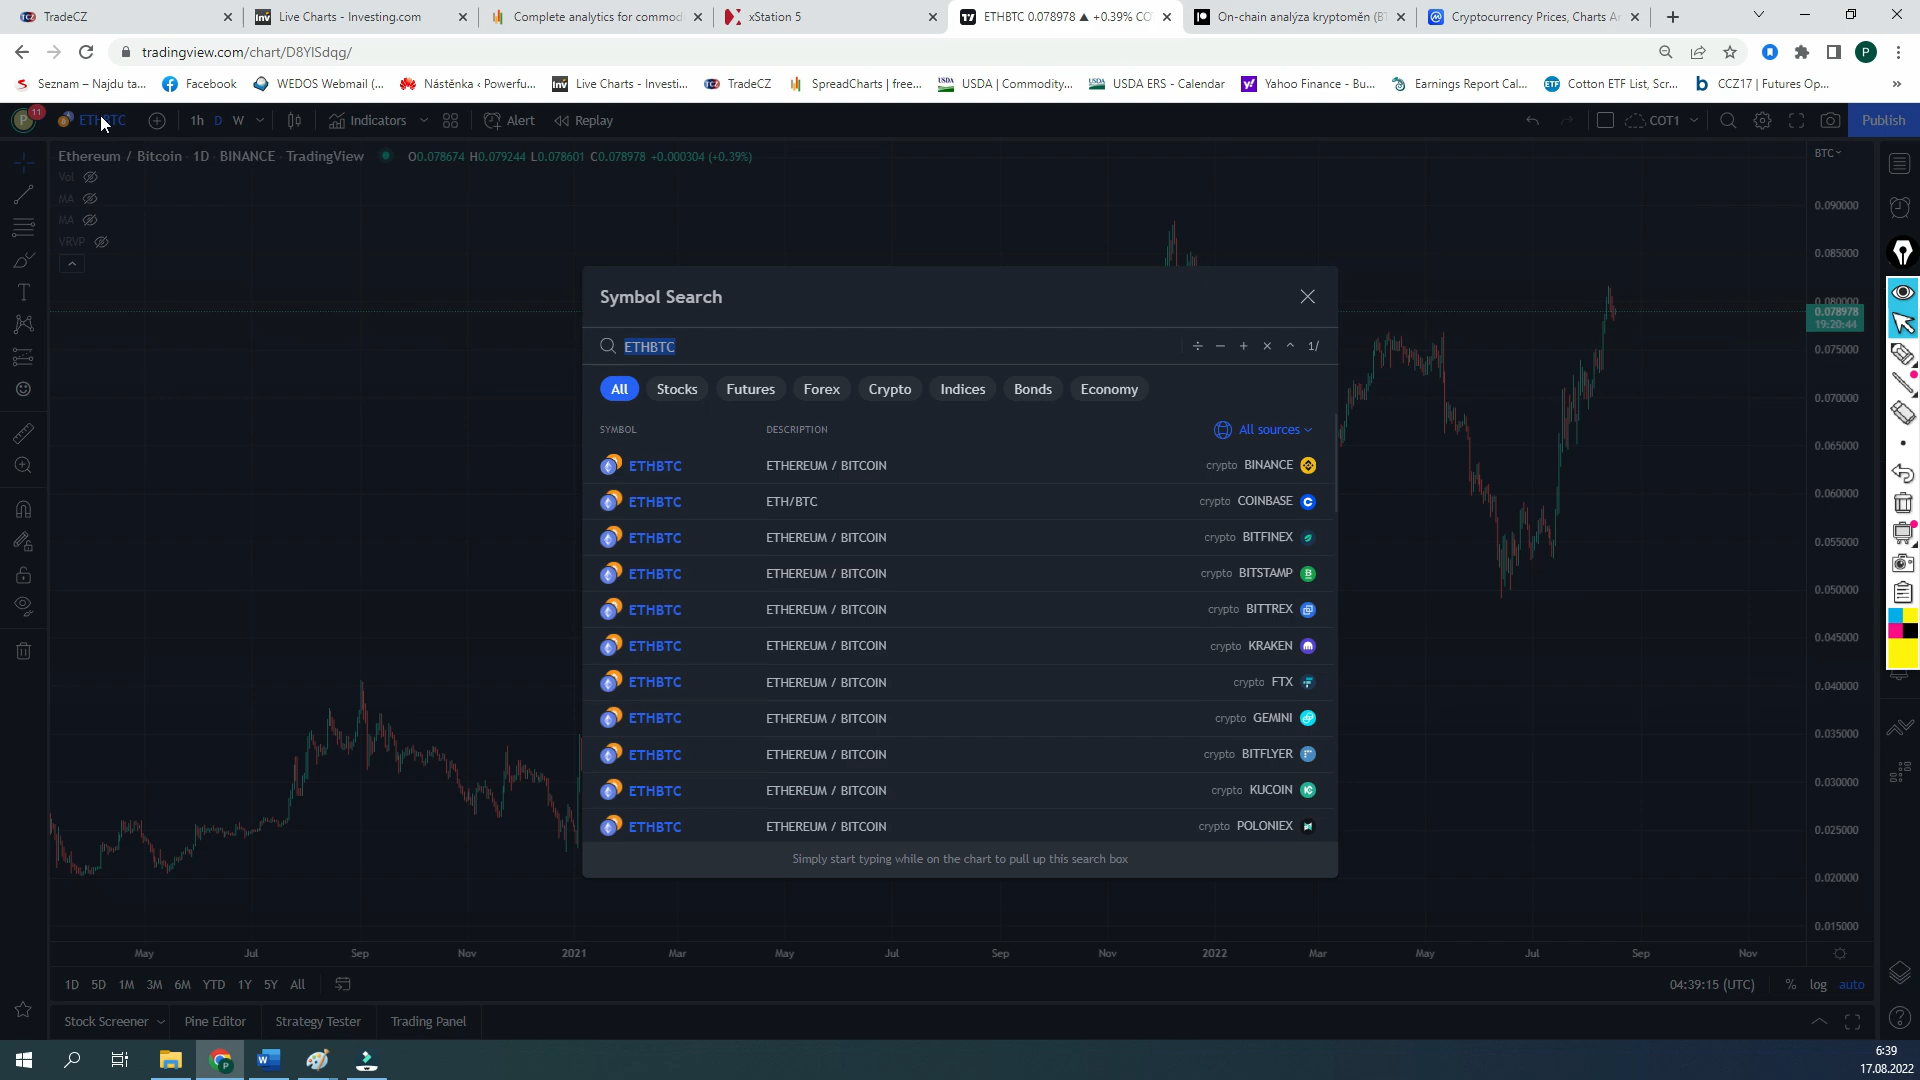 TradeCZ
Live Charts - Investing.com
Complete analytics for commod
xStation 5
ETHBTC 0.078978 ▲ +0.39% CO
On-chain analýza kryptoměn (BT
Cryptocurrency Prices, Charts A
tradingview.com/chart/D8YlSdqg/
P
Seznam – Najdu ta...
Facebook
WEDOS Webmail (...
Nástěnka ‹ Powerfu...
Live Charts - Investi...
TradeCZ
SpreadCharts | free...
USDA | Commodity...
USDA ERS - Calendar
Yahoo Finance - Bu...
Earnings Report Cal...
Cotton ETF List, Scr...
CCZ17 | Futures Op...
»
P
11
ETHBTC
1h
D
W
Indicators
Alert
Replay
COT1
Publish
Ethereum / Bitcoin · 1D · BINANCE · TradingView
O0.078674 H0.079244 L0.078601 C0.078978 +0.000304 (+0.39%)
BTC
Vol
MA
MA
VRVP
Symbol Search
ETHBTC
÷ − + × ^ 1/
All
Stocks
Futures
Forex
Crypto
Indices
Bonds
Economy
SYMBOL
DESCRIPTION
All sources
ETHBTC ETHEREUM / BITCOIN crypto BINANCE
ETHBTC ETH/BTC crypto COINBASE
ETHBTC ETHEREUM / BITCOIN crypto BITFINEX
ETHBTC ETHEREUM / BITCOIN crypto BITSTAMP
ETHBTC ETHEREUM / BITCOIN crypto BITTREX
ETHBTC ETHEREUM / BITCOIN crypto KRAKEN
ETHBTC ETHEREUM / BITCOIN crypto FTX
ETHBTC ETHEREUM / BITCOIN crypto GEMINI
ETHBTC ETHEREUM / BITCOIN crypto BITFLYER
ETHBTC ETHEREUM / BITCOIN crypto KUCOIN
ETHBTC ETHEREUM / BITCOIN crypto POLONIEX
Simply start typing while on the chart to pull up this search box
0.090000
0.085000
0.080000
0.078978
19:20:44
0.075000
0.070000
0.065000
0.060000
0.055000
0.050000
0.045000
0.040000
0.035000
0.030000
0.025000
0.020000
0.015000
May
Jul
Sep
Nov
2021
Mar
May
Jul
Sep
Nov
2022
Mar
May
Jul
Sep
Nov
1D 5D 1M 3M 6M YTD 1Y 5Y All
04:39:15 (UTC)
%
log
auto
Stock Screener
Pine Editor
Strategy Tester
Trading Panel
6:39
17.08.2022